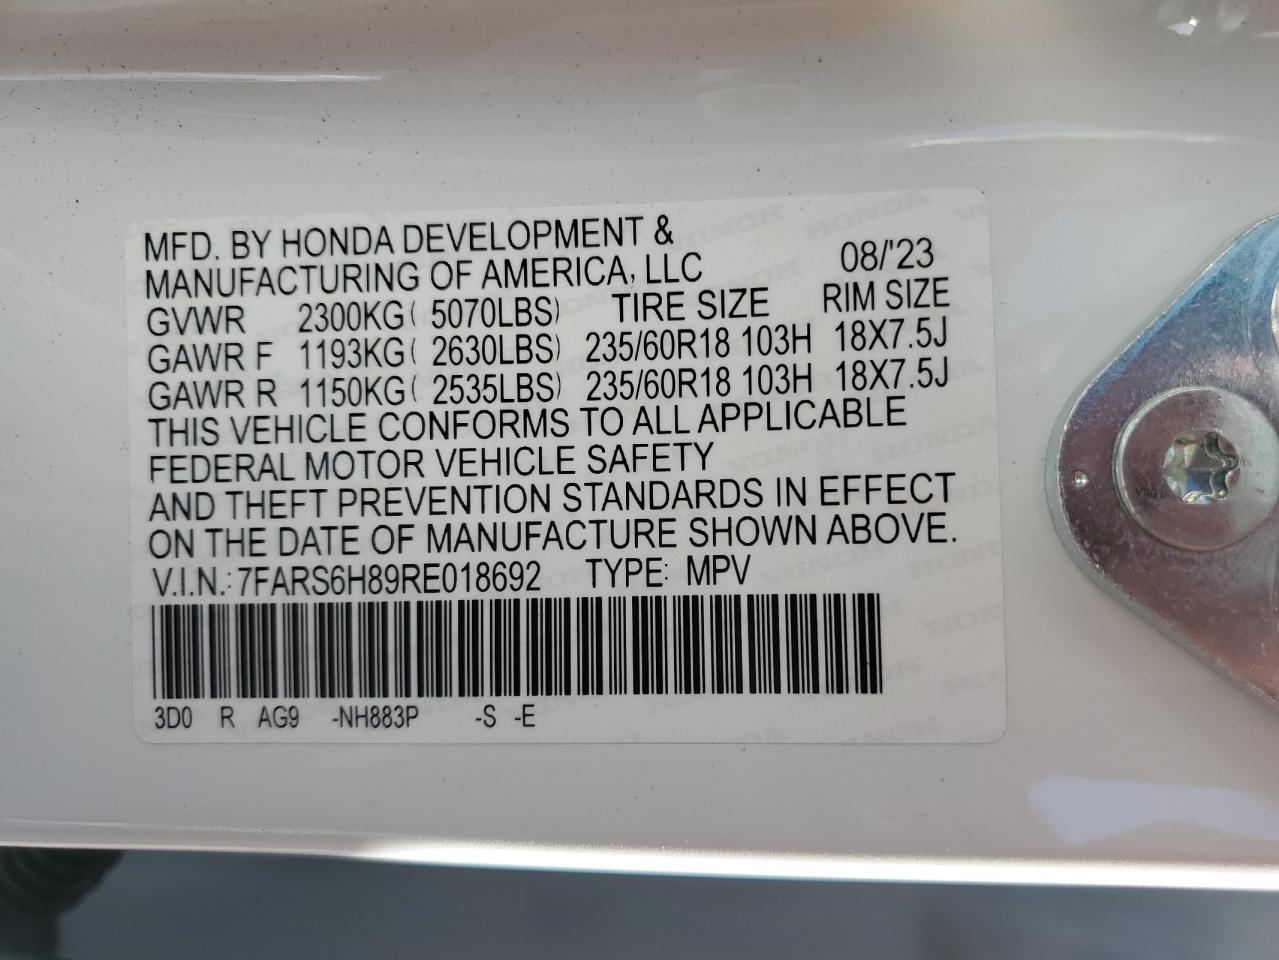 MFD. BY HONDA DEVELOPMENT &
MANUFACTURING OF AMERICA, LLC 08/'23
GVWR 2300KG( 5070LBS) TIRE SIZE RIM SIZE
GAWR F 1193KG( 2630LBS) 235/60R18 103H 18X7.5J
GAWR R 1150KG( 2535LBS) 235/60R18 103H 18X7.5J
THIS VEHICLE CONFORMS TO ALL APPLICABLE
FEDERAL MOTOR VEHICLE SAFETY
AND THEFT PREVENTION STANDARDS IN EFFECT
ON THE DATE OF MANUFACTURE SHOWN ABOVE.
V.I.N.: 7FARS6H89RE018692 TYPE: MPV
3D0 R AG9 -NH883P -S -E